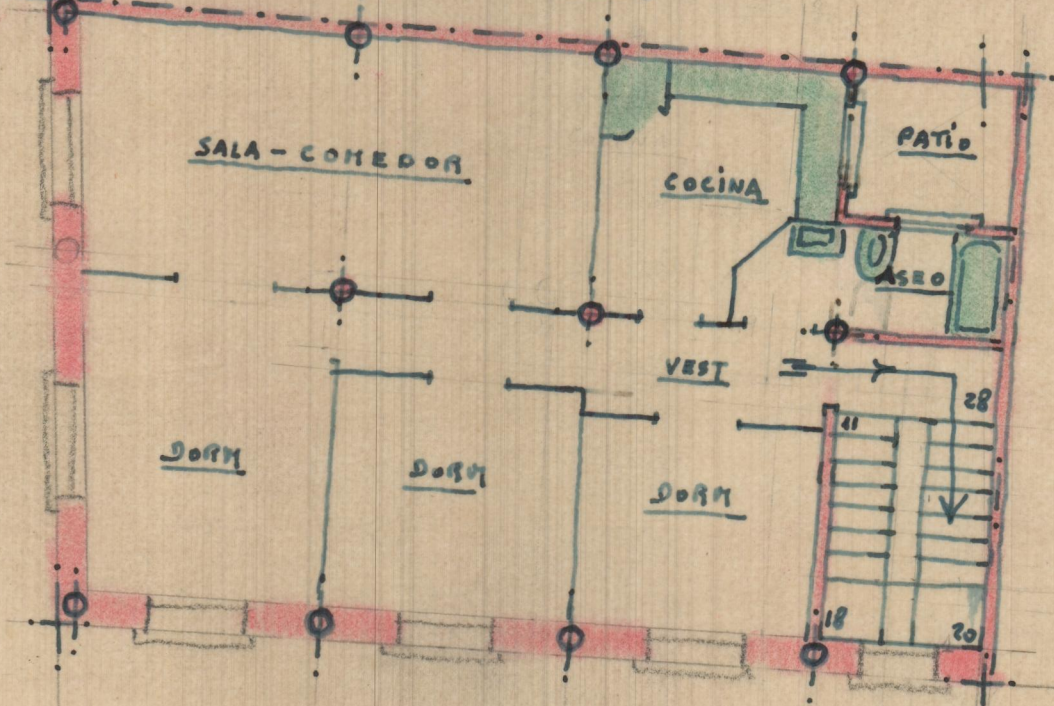 SALA-COMEDOR
COCINA
PATIO
ASEO
VEST
28
11
DORM
DORM
DORM
18
20